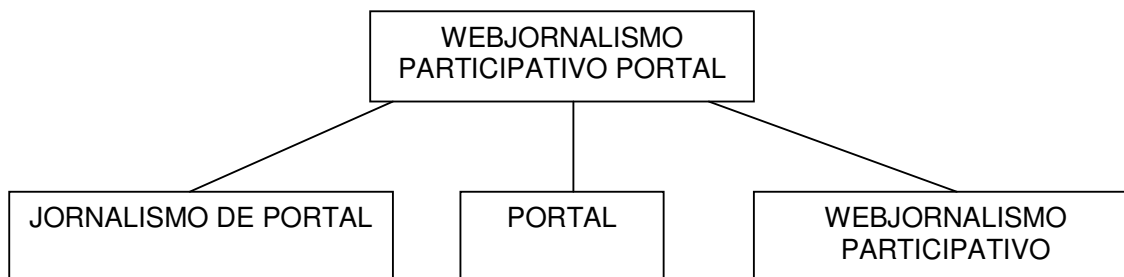 WEBJORNALISMO
PARTICIPATIVO PORTAL
JORNALISMO DE PORTAL
PORTAL
WEBJORNALISMO
PARTICIPATIVO